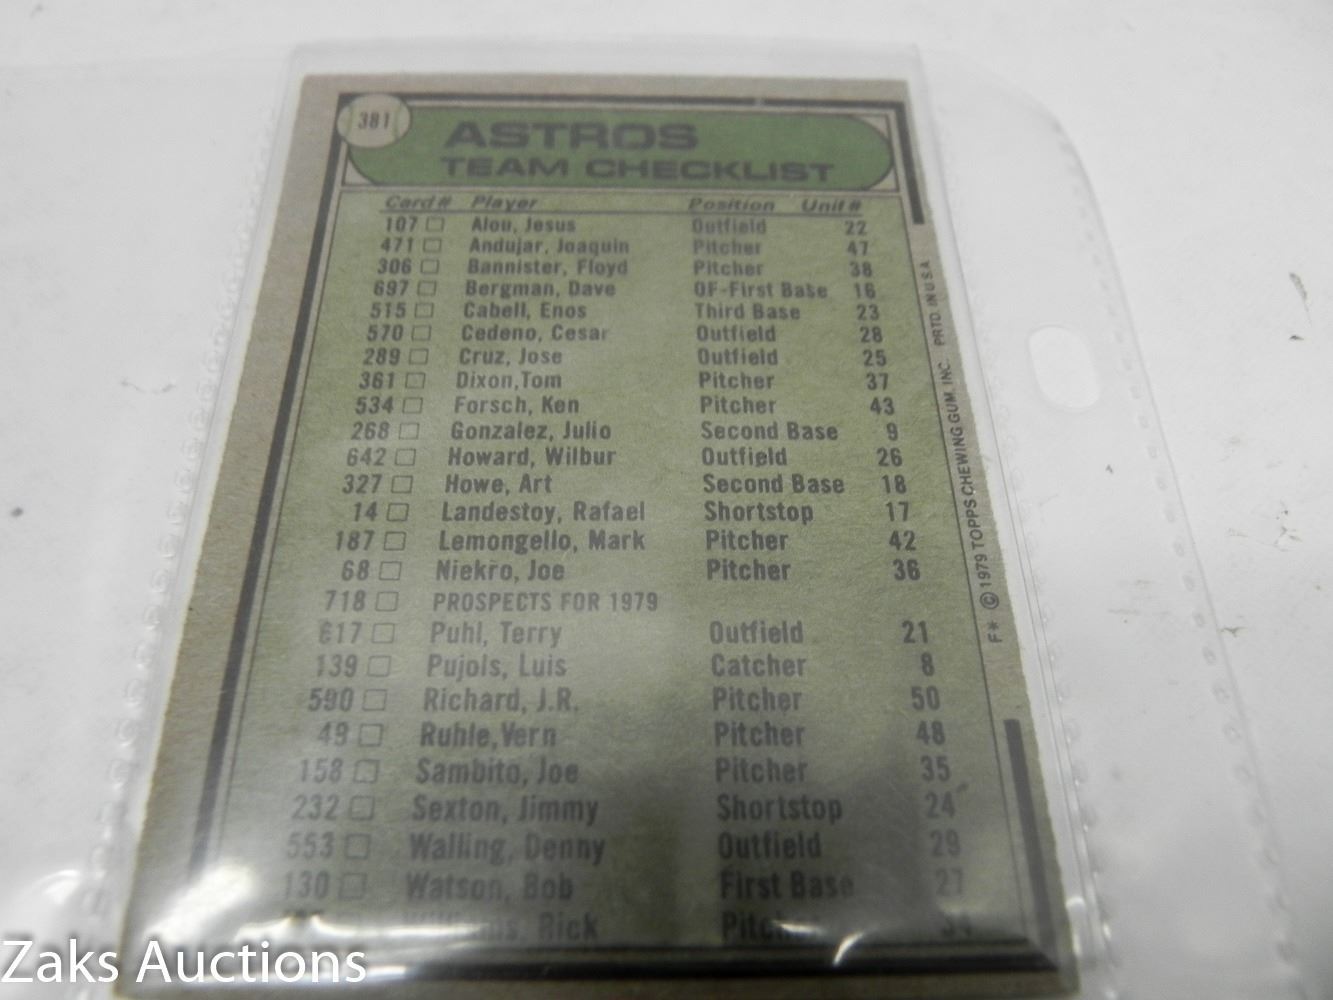 381
ASTROS
TEAM CHECKLIST
Card# Player Position Unif#
107 Alou, Jesus Outfield 22
471 Andujar, Joaquin Pitcher 47
306 Bannister, Floyd Pitcher 38
697 Bergman, Dave OF-First Base 16
515 Cabell, Enos Third Base 23
570 Cedeno, Cesar Outfield 28
289 Cruz, Jose Outfield 25
361 Dixon,Tom Pitcher 37
534 Forsch, Ken Pitcher 43
268 Gonzalez, Julio Second Base 9
642 Howard, Wilbur Outfield 26
327 Howe, Art Second Base 18
14 Landestoy, Rafael Shortstop 17
187 Lemongello, Mark Pitcher 42
68 Niekro, Joe Pitcher 36
718 PROSPECTS FOR 1979
617 Puhl, Terry Outfield 21
139 Pujols, Luis Catcher 8
590 Richard, J.R. Pitcher 50
49 Ruhle,Vern Pitcher 48
158 Sambito, Joe Pitcher 35
232 Sexton, Jimmy Shortstop 24
553 Walling, Denny Outfield 29
130 Watson, Bob First Base 27
Rick
F* © 1979 TOPPS CHEWING GUM, INC. PRTD. IN U.S.A.
Zaks Auctions